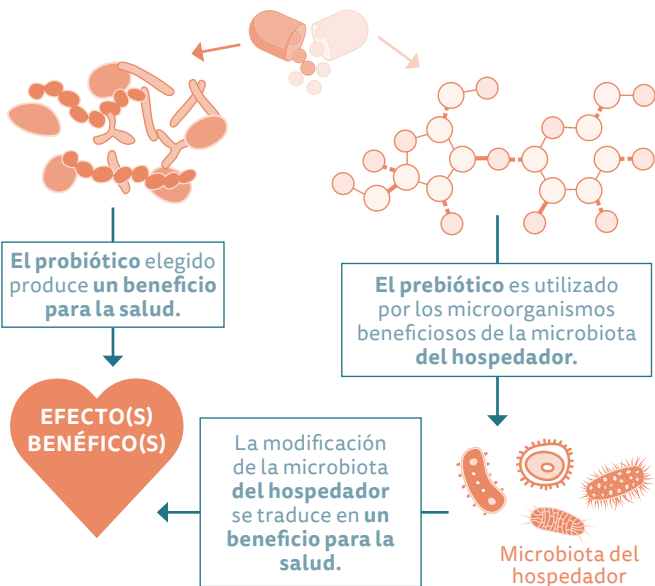 El probiótico elegido
produce un beneficio
para la salud.
El prebiótico es utilizado
por los microorganismos
beneficiosos de la microbiota
del hospedador.
EFECTO(S)
BENÉFICO(S)
La modificación
de la microbiota
del hospedador
se traduce en un
beneficio para la
salud.
Microbiota del
hospedador